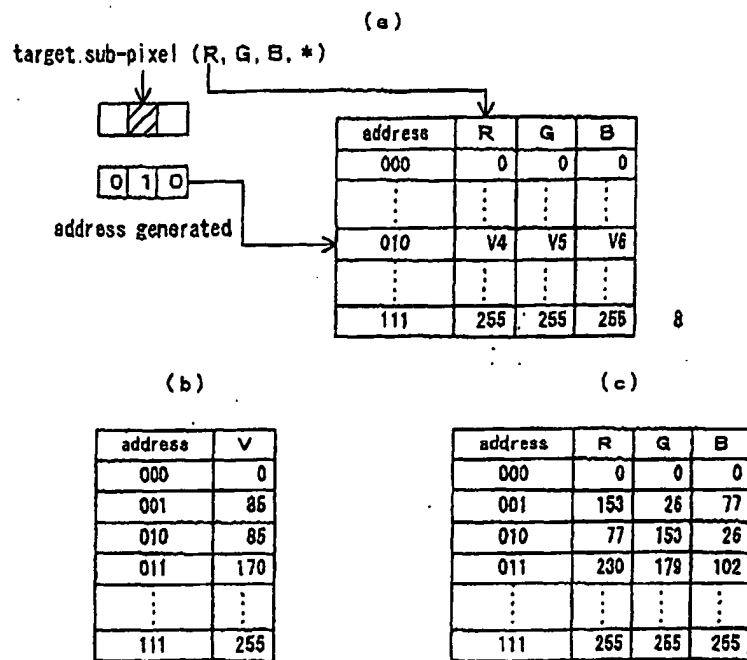 (a)
target.sub-pixel (R, G, B, *)
0 1 0
address generated
address R G B
000 0 0 0
010 V4 V5 V6
111 255 255 255
8
(b)
address V
000 0
001 85
010 85
011 170
111 255
(c)
address R G B
000 0 0 0
001 153 26 77
010 77 153 26
011 230 179 102
111 255 255 255